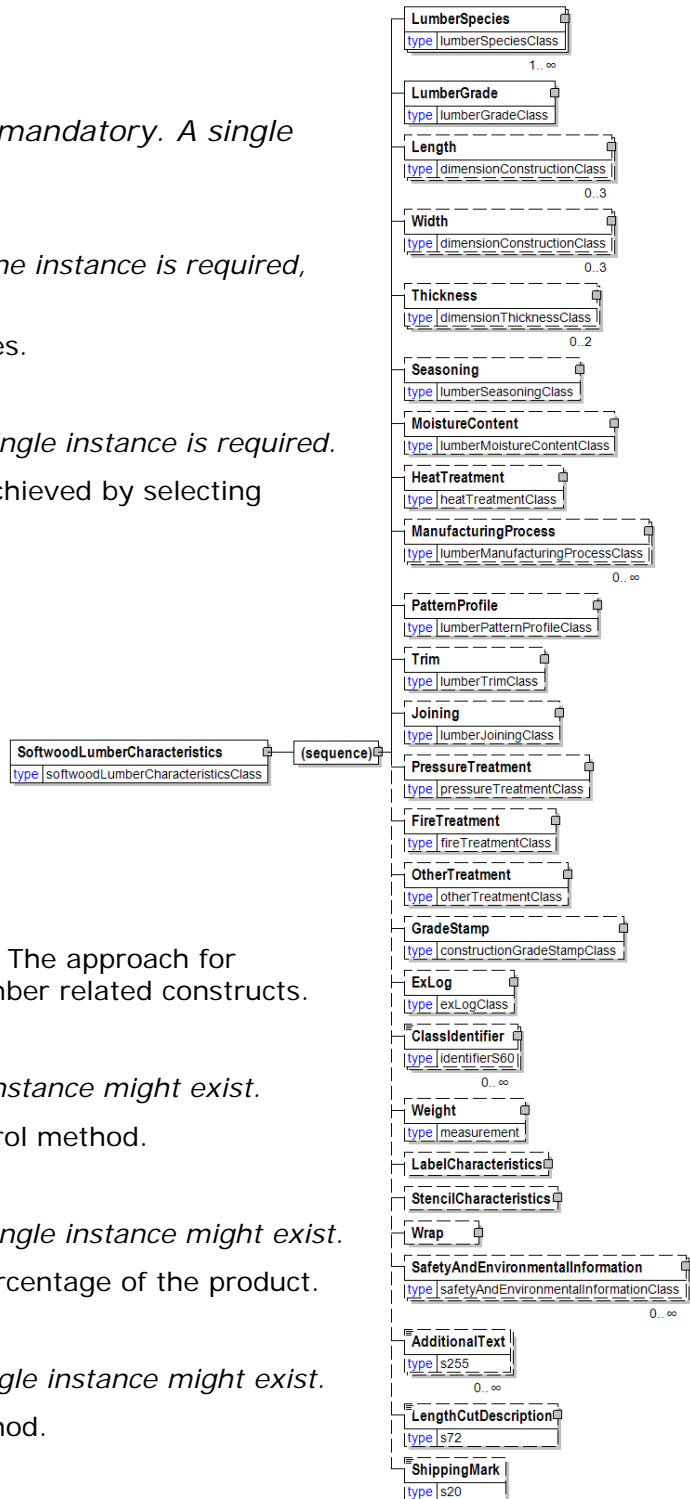 mandatory. A single
ne instance is required,
es.
ingle instance is required.
chieved by selecting
The approach for
nber related constructs.
nstance might exist.
rol method.
ngle instance might exist.
rcentage of the product.
gle instance might exist.
nod.
SoftwoodLumberCharacteristics
type softwoodLumberCharacteristicsClass
(sequence)
LumberSpecies
type lumberSpeciesClass
1.. ∞
LumberGrade
type lumberGradeClass
Length
type dimensionConstructionClass
0..3
Width
type dimensionConstructionClass
0..3
Thickness
type dimensionThicknessClass
0..2
Seasoning
type lumberSeasoningClass
MoistureContent
type lumberMoistureContentClass
HeatTreatment
type heatTreatmentClass
ManufacturingProcess
type lumberManufacturingProcessClass
0.. ∞
PatternProfile
type lumberPatternProfileClass
Trim
type lumberTrimClass
Joining
type lumberJoiningClass
PressureTreatment
type pressureTreatmentClass
FireTreatment
type fireTreatmentClass
OtherTreatment
type otherTreatmentClass
GradeStamp
type constructionGradeStampClass
ExLog
type exLogClass
ClassIdentifier
type identifierS60
0.. ∞
Weight
type measurement
LabelCharacteristics
StencilCharacteristics
Wrap
SafetyAndEnvironmentalInformation
type safetyAndEnvironmentalInformationClass
0.. ∞
AdditionalText
type s255
0.. ∞
LengthCutDescription
type s72
ShippingMark
type s20